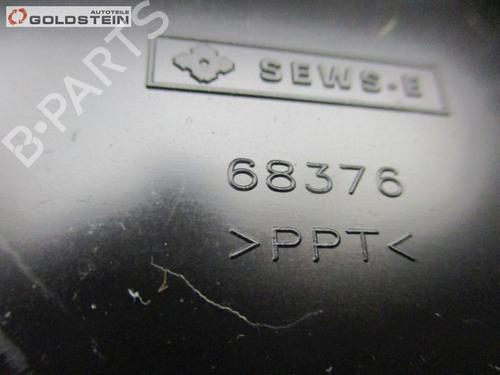 AUTOTEILE
GOLDSTEIN
B-PARTS
SEWS-E
68376
>PPT<